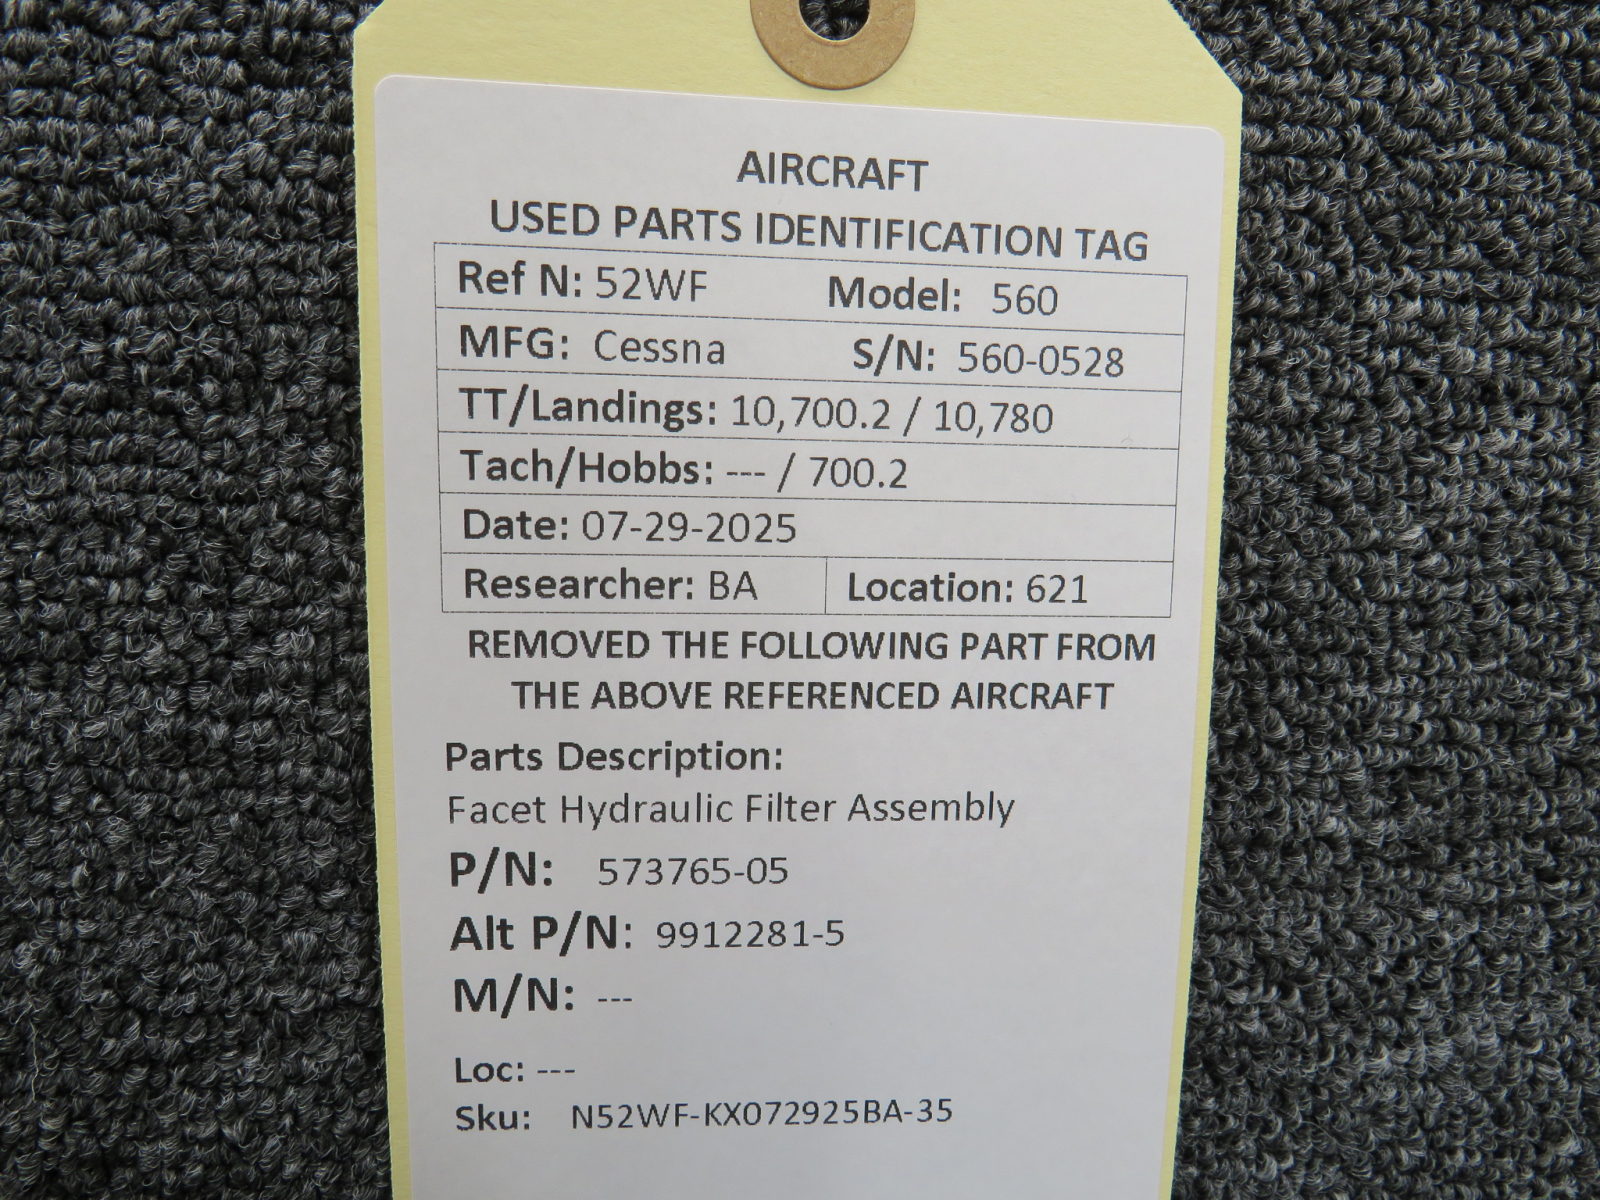 AIRCRAFT
USED PARTS IDENTIFICATION TAG
Ref N: 52WF Model: 560
MFG: Cessna S/N: 560-0528
TT/Landings: 10,700.2 / 10,780
Tach/Hobbs: --- / 700.2
Date: 07-29-2025
Researcher: BA Location: 621
REMOVED THE FOLLOWING PART FROM
THE ABOVE REFERENCED AIRCRAFT
Parts Description:
Facet Hydraulic Filter Assembly
P/N: 573765-05
Alt P/N: 9912281-5
M/N: ---
Loc: ---
Sku: N52WF-KX072925BA-35